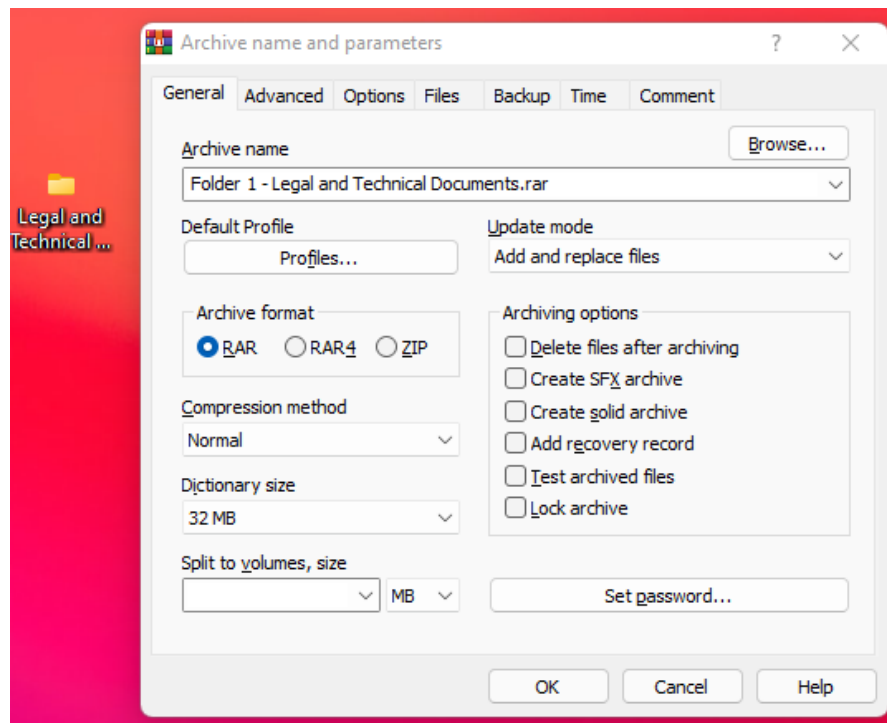 Archive name and parameters
?
General Advanced Options Files Backup Time Comment
Archive name
Browse...
Folder 1 - Legal and Technical Documents.rar
Legal and
Technical ...
Default Profile
Profiles...
Update mode
Add and replace files
Archive format
RAR RAR4 ZIP
Compression method
Normal
Dictionary size
32 MB
Split to volumes, size
MB
Archiving options
Delete files after archiving
Create SFX archive
Create solid archive
Add recovery record
Test archived files
Lock archive
Set password...
OK Cancel Help